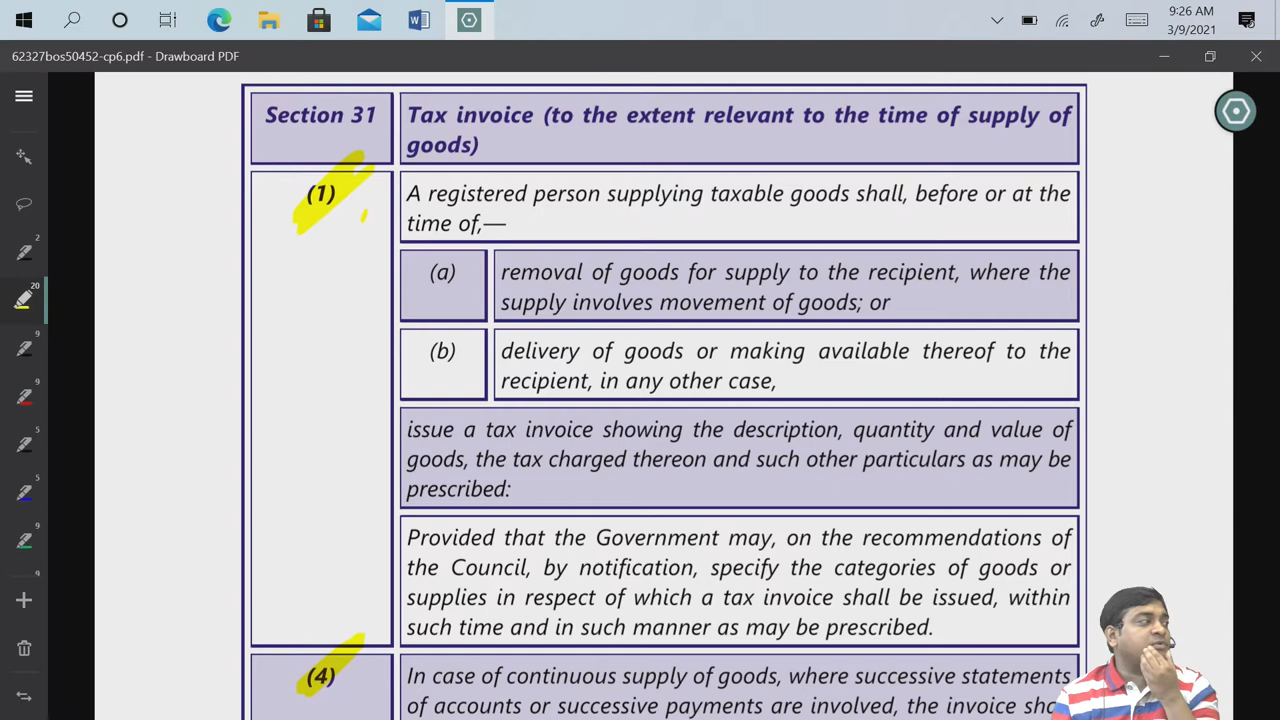 9:26 AM
3/9/2021
62327bos50452-cp6.pdf - Drawboard PDF
Section 31
Tax invoice (to the extent relevant to the time of supply of
goods)
(1)
A registered person supplying taxable goods shall, before or at the
time of,—
(a)
removal of goods for supply to the recipient, where the
supply involves movement of goods; or
(b)
delivery of goods or making available thereof to the
recipient, in any other case,
issue a tax invoice showing the description, quantity and value of
goods, the tax charged thereon and such other particulars as may be
prescribed:
Provided that the Government may, on the recommendations of
the Council, by notification, specify the categories of goods or
supplies in respect of which a tax invoice shall be issued, within
such time and in such manner as may be prescribed.
(4)
In case of continuous supply of goods, where successive statements
of accounts or successive payments are involved, the invoice
2
20
9
9
5
5
9
9